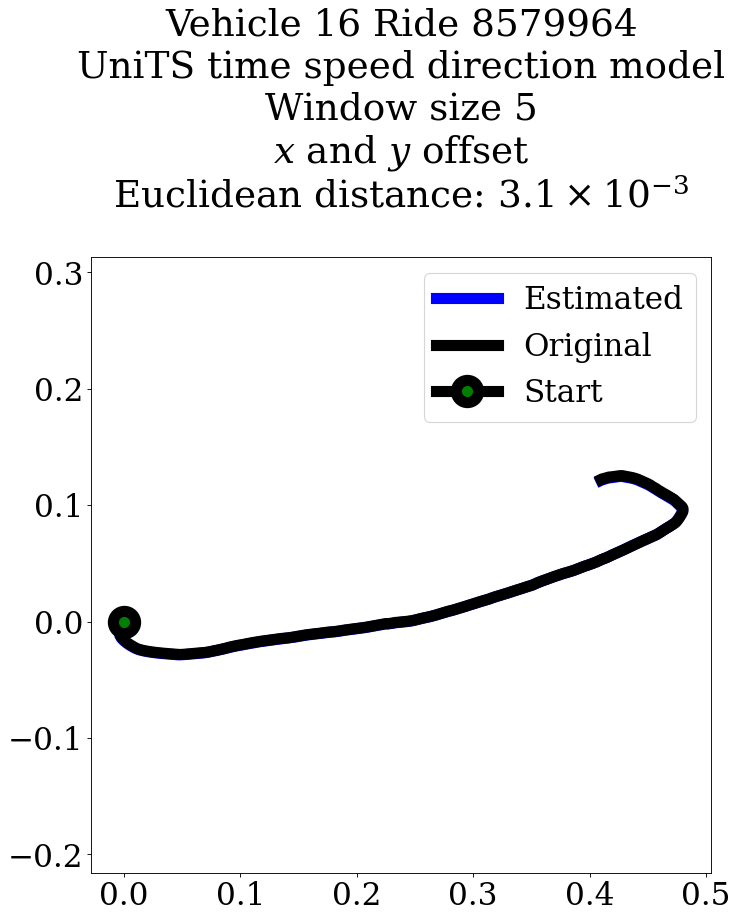 Vehicle 16 Ride 8579964
UniTS time speed direction model
Window size 5
x and y offset
Euclidean distance: 3.1 × 10⁻³
0.3
Estimated
Original
0.2
Start
0.1
0.0
−0.1
−0.2
0.0 0.1 0.2 0.3 0.4 0.5